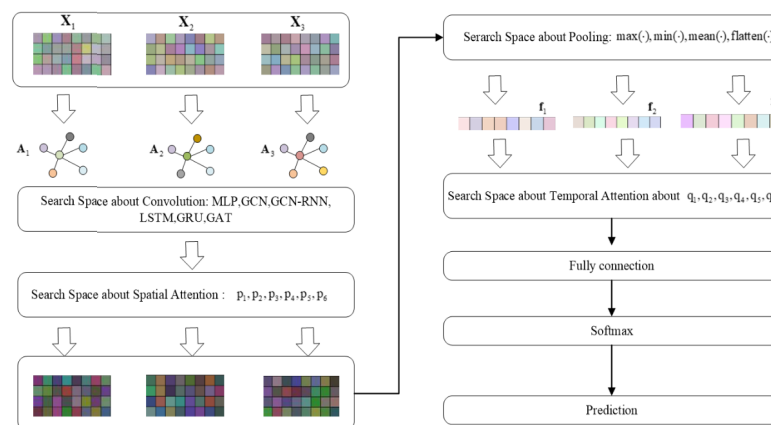 X1 X2 X3
A1 A2 A3
Search Space about Convolution: MLP,GCN,GCN-RNN,
LSTM,GRU,GAT
Search Space about Spatial Attention : p1, p2, p3, p4, p5, p6
Serarch Space about Pooling: max(·), min(·), mean(·), flatten(·)
f1 f2
Search Space about Temporal Attention about q1, q2, q3, q4, q5, q
Fully connection
Softmax
Prediction